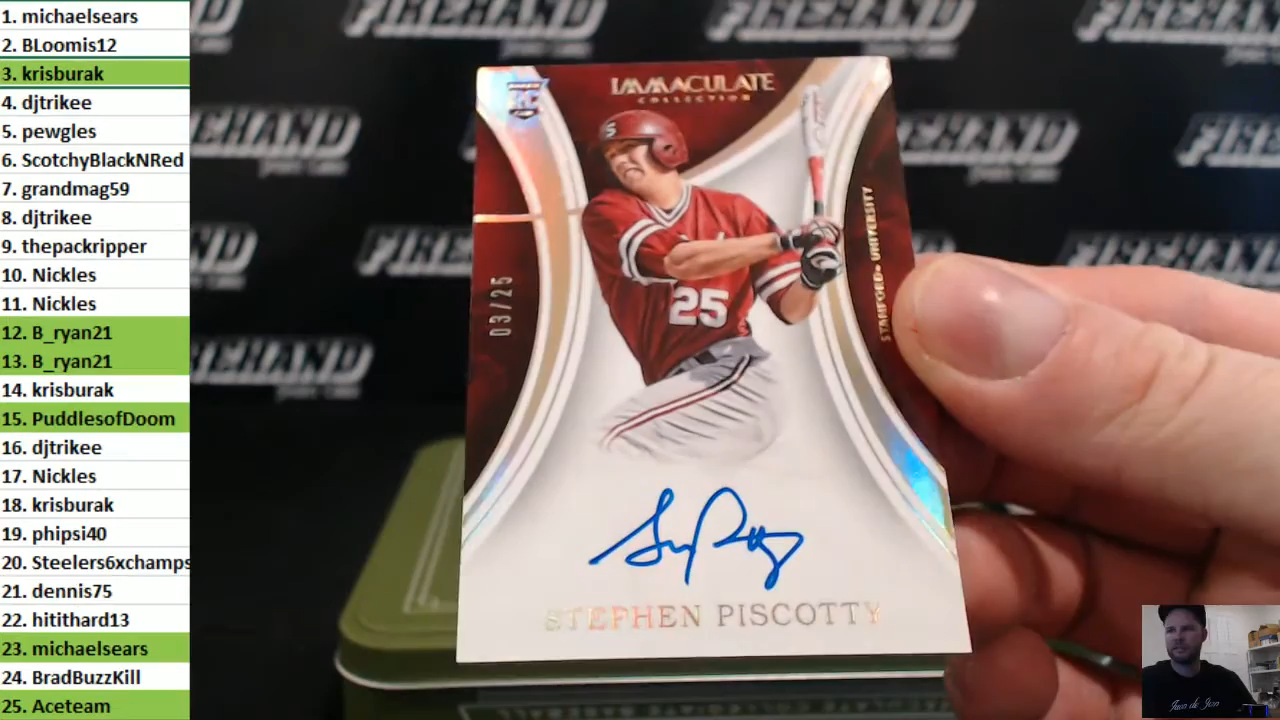 1. michaelsears
2. BLoomis12
3. krisburak
4. djtrikee
5. pewgles
6. ScotchyBlackNRed
7. grandmag59
8. djtrikee
9. thepackripper
10. Nickles
11. Nickles
12. B_ryan21
13. B_ryan21
14. krisburak
15. PuddlesofDoom
16. djtrikee
17. Nickles
18. krisburak
19. phipsi40
20. Steelers6xchamps
21. dennis75
22. hitithard13
23. michaelsears
24. BradBuzzKill
25. Aceteam
FIREHAND
IMMACULATE
COLLECTION
S
25
03/25
STANFORD UNIVERSITY
STEPHEN PISCOTTY